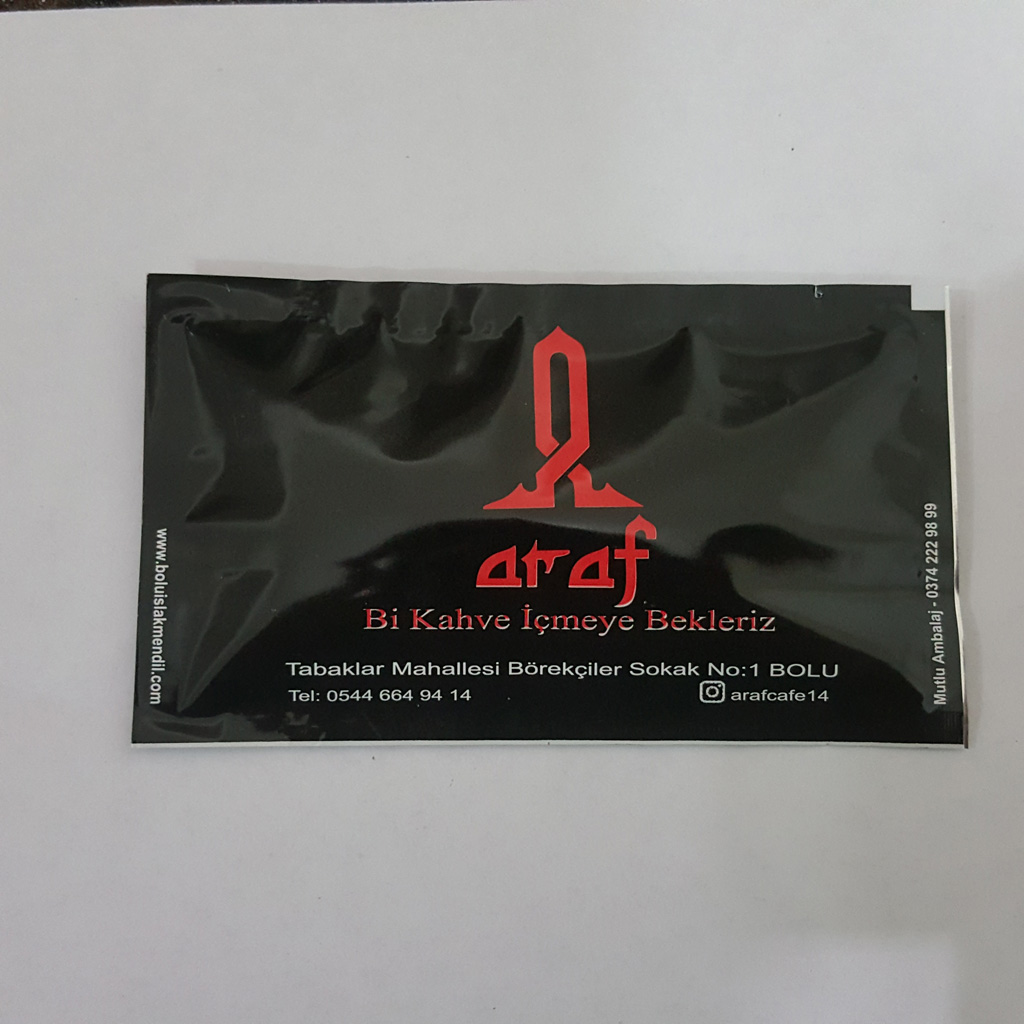 araf
Bi Kahve İçmeye Bekleriz
Tabaklar Mahallesi Börekçiler Sokak No:1 BOLU
Tel: 0544 664 94 14
arafcafe14
www.boluislakmendil.com
Mutlu Ambalaj - 0374 222 98 99